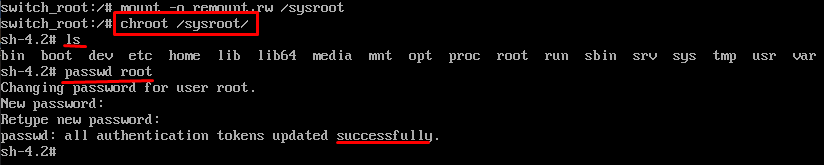 switch_root:/# mount -o remount,rw /sysroot
switch_root:/# chroot /sysroot/
sh-4.2# ls
bin boot dev etc home lib lib64 media mnt opt proc root run sbin srv sys tmp usr var
sh-4.2# passwd root
Changing password for user root.
New password:
Retype new password:
passwd: all authentication tokens updated successfully.
sh-4.2#